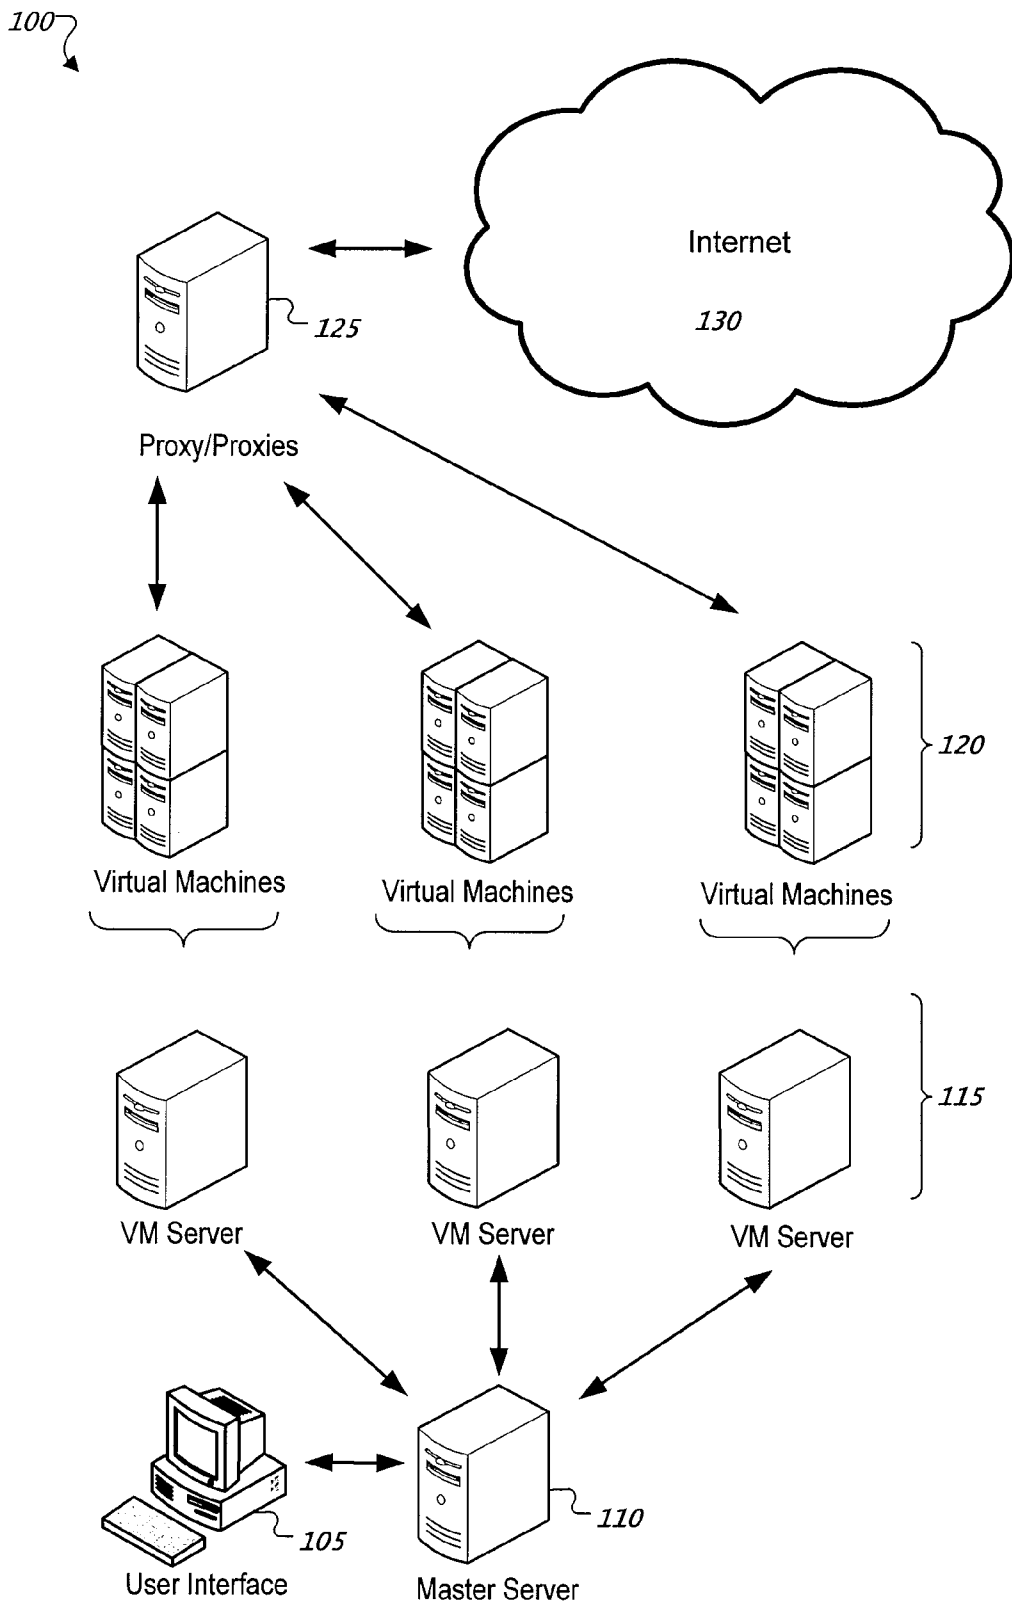 100
Internet
130
125
Proxy/Proxies
120
Virtual Machines
Virtual Machines
Virtual Machines
115
VM Server
VM Server
VM Server
105
110
User Interface
Master Server